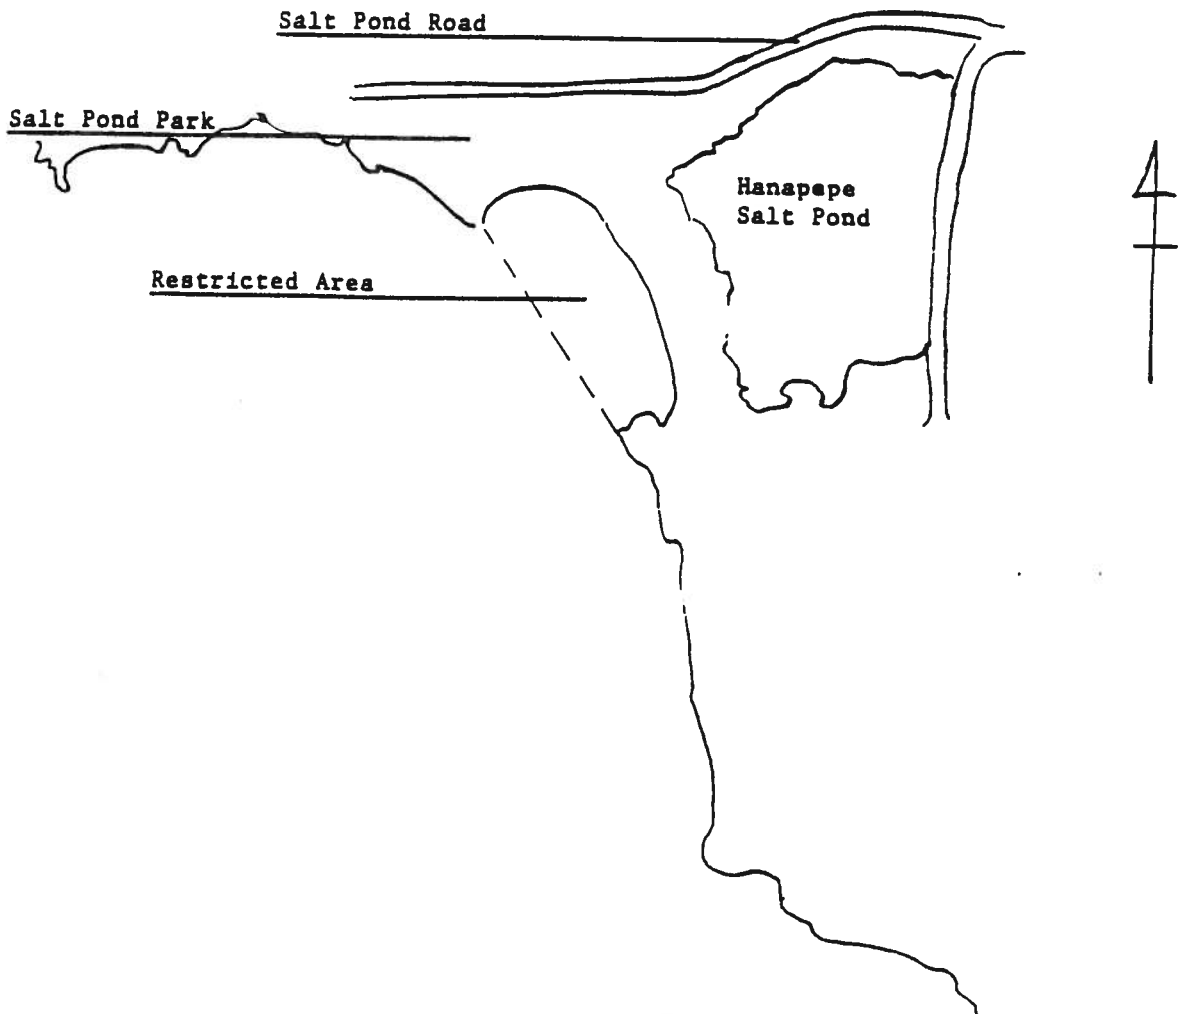 Salt Pond Road
Salt Pond Park
Hanapepe
Salt Pond
Restricted Area